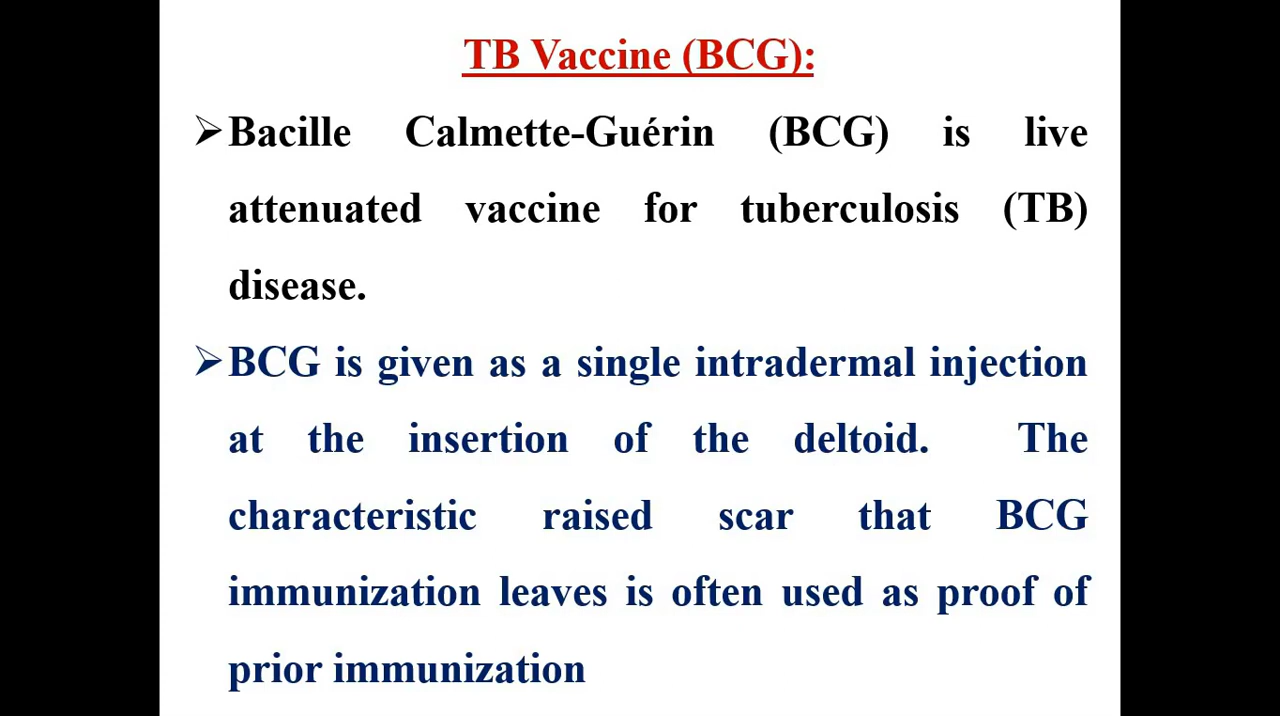 TB Vaccine (BCG):
➢Bacille Calmette-Guérin (BCG) is live
attenuated vaccine for tuberculosis (TB)
disease.
➢BCG is given as a single intradermal injection
at the insertion of the deltoid. The
characteristic raised scar that BCG
immunization leaves is often used as proof of
prior immunization